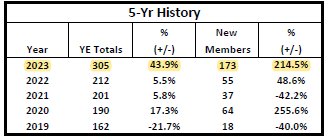 5-Yr History
% New %
Year YE Totals (+/-) Members (+/-)
2023 305 43.9% 173 214.5%
2022 212 5.5% 55 48.6%
2021 201 5.8% 37 -42.2%
2020 190 17.3% 64 255.6%
2019 162 -21.7% 18 -40.0%